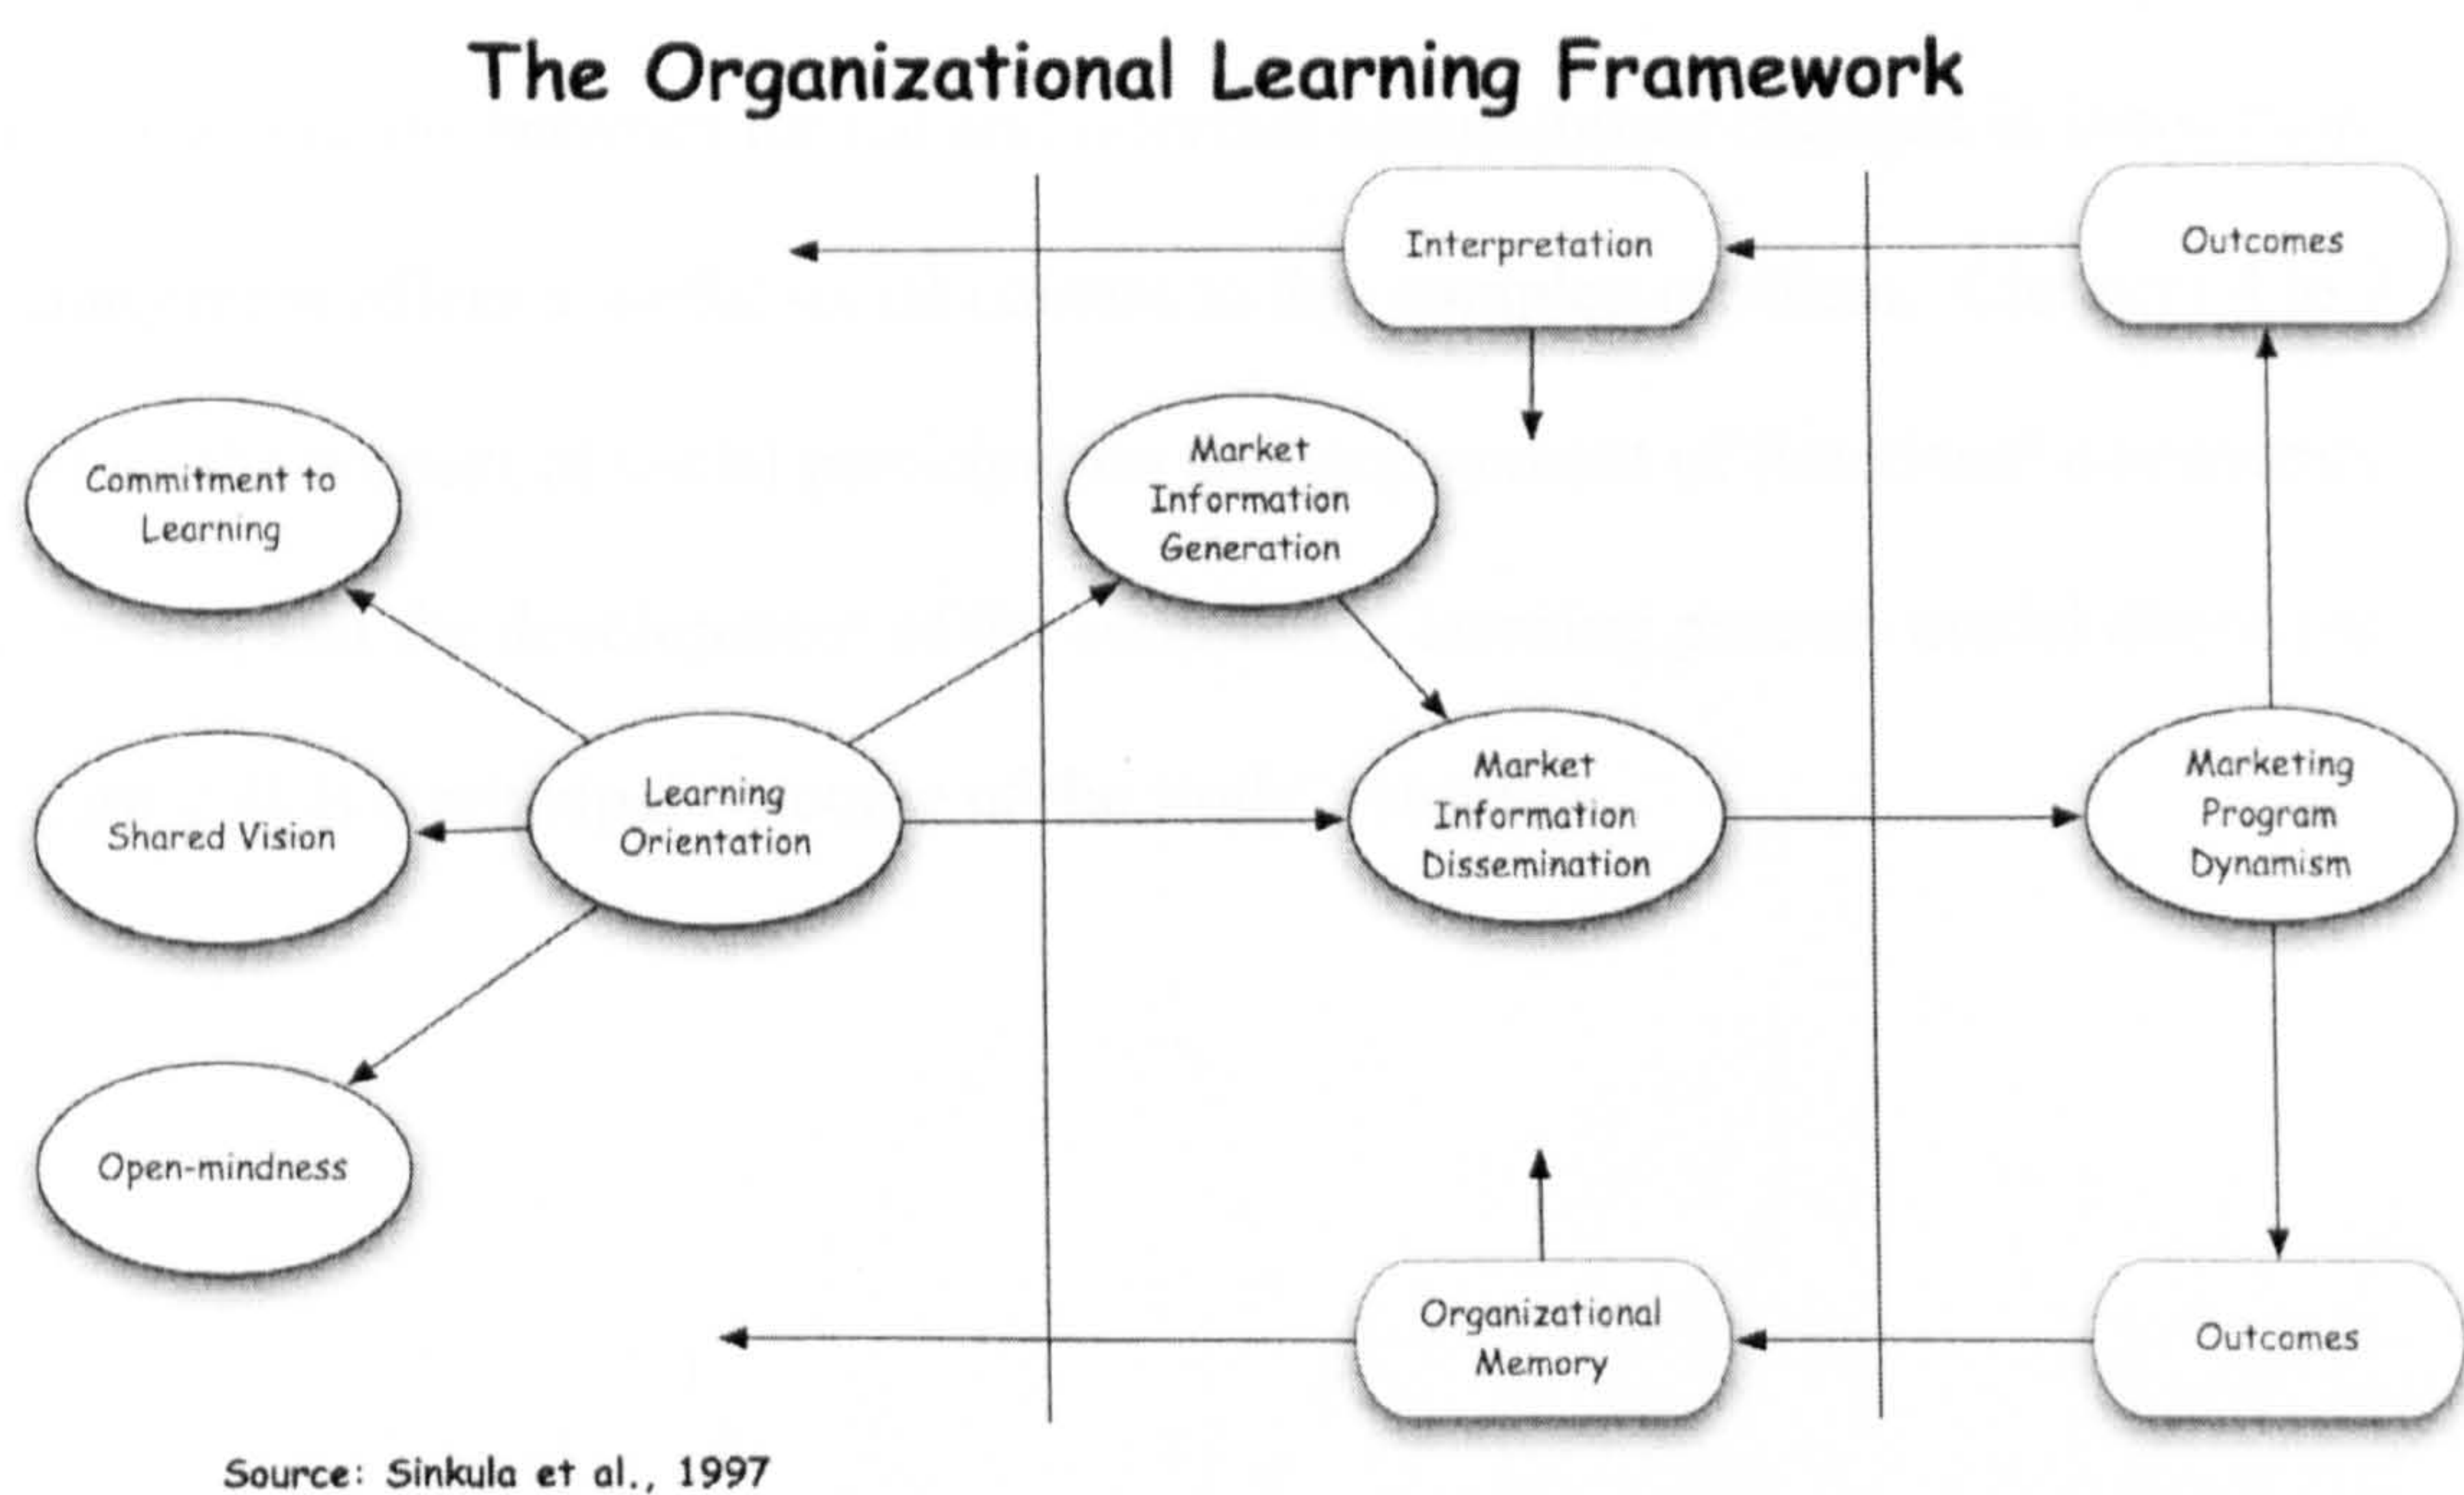 The Organizational Learning Framework
Interpretation
Outcomes
Commitment to
Learning
Market
Information
Generation
Shared Vision
Learning
Orientation
Market
Information
Dissemination
Marketing
Program
Dynamism
Open-mindness
Organizational
Memory
Outcomes
Source: Sinkula et al., 1997